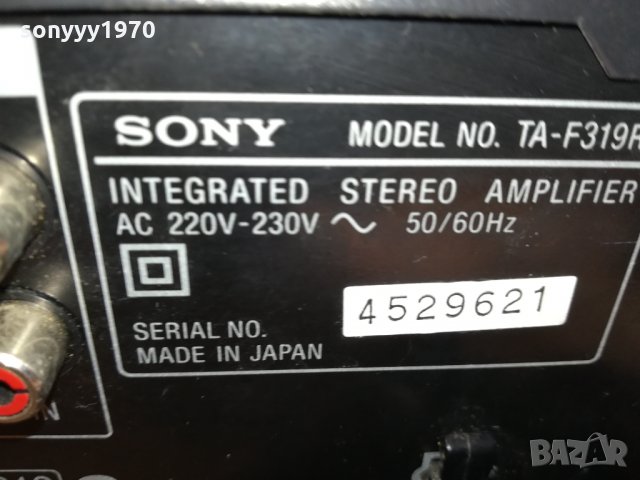 sonyyy1970
SONY MODEL NO. TA-F319R
INTEGRATED STEREO AMPLIFIER
AC 220V-230V ~ 50/60Hz
4529621
SERIAL NO.
MADE IN JAPAN
BAZAR